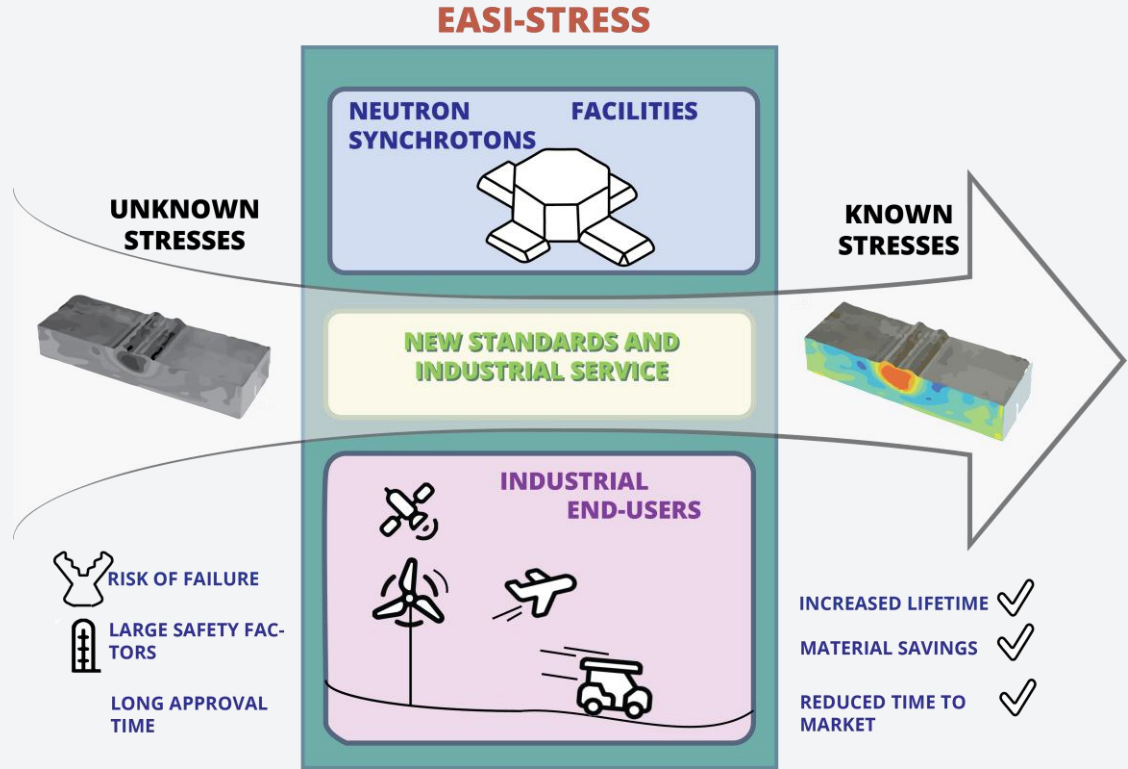 EASI-STRESS
NEUTRON FACILITIES
SYNCHROTONS
UNKNOWN
STRESSES
KNOWN
STRESSES
NEW STANDARDS AND
INDUSTRIAL SERVICE
INDUSTRIAL
END-USERS
RISK OF FAILURE
LARGE SAFETY FAC-
TORS
LONG APPROVAL
TIME
INCREASED LIFETIME
MATERIAL SAVINGS
REDUCED TIME TO
MARKET